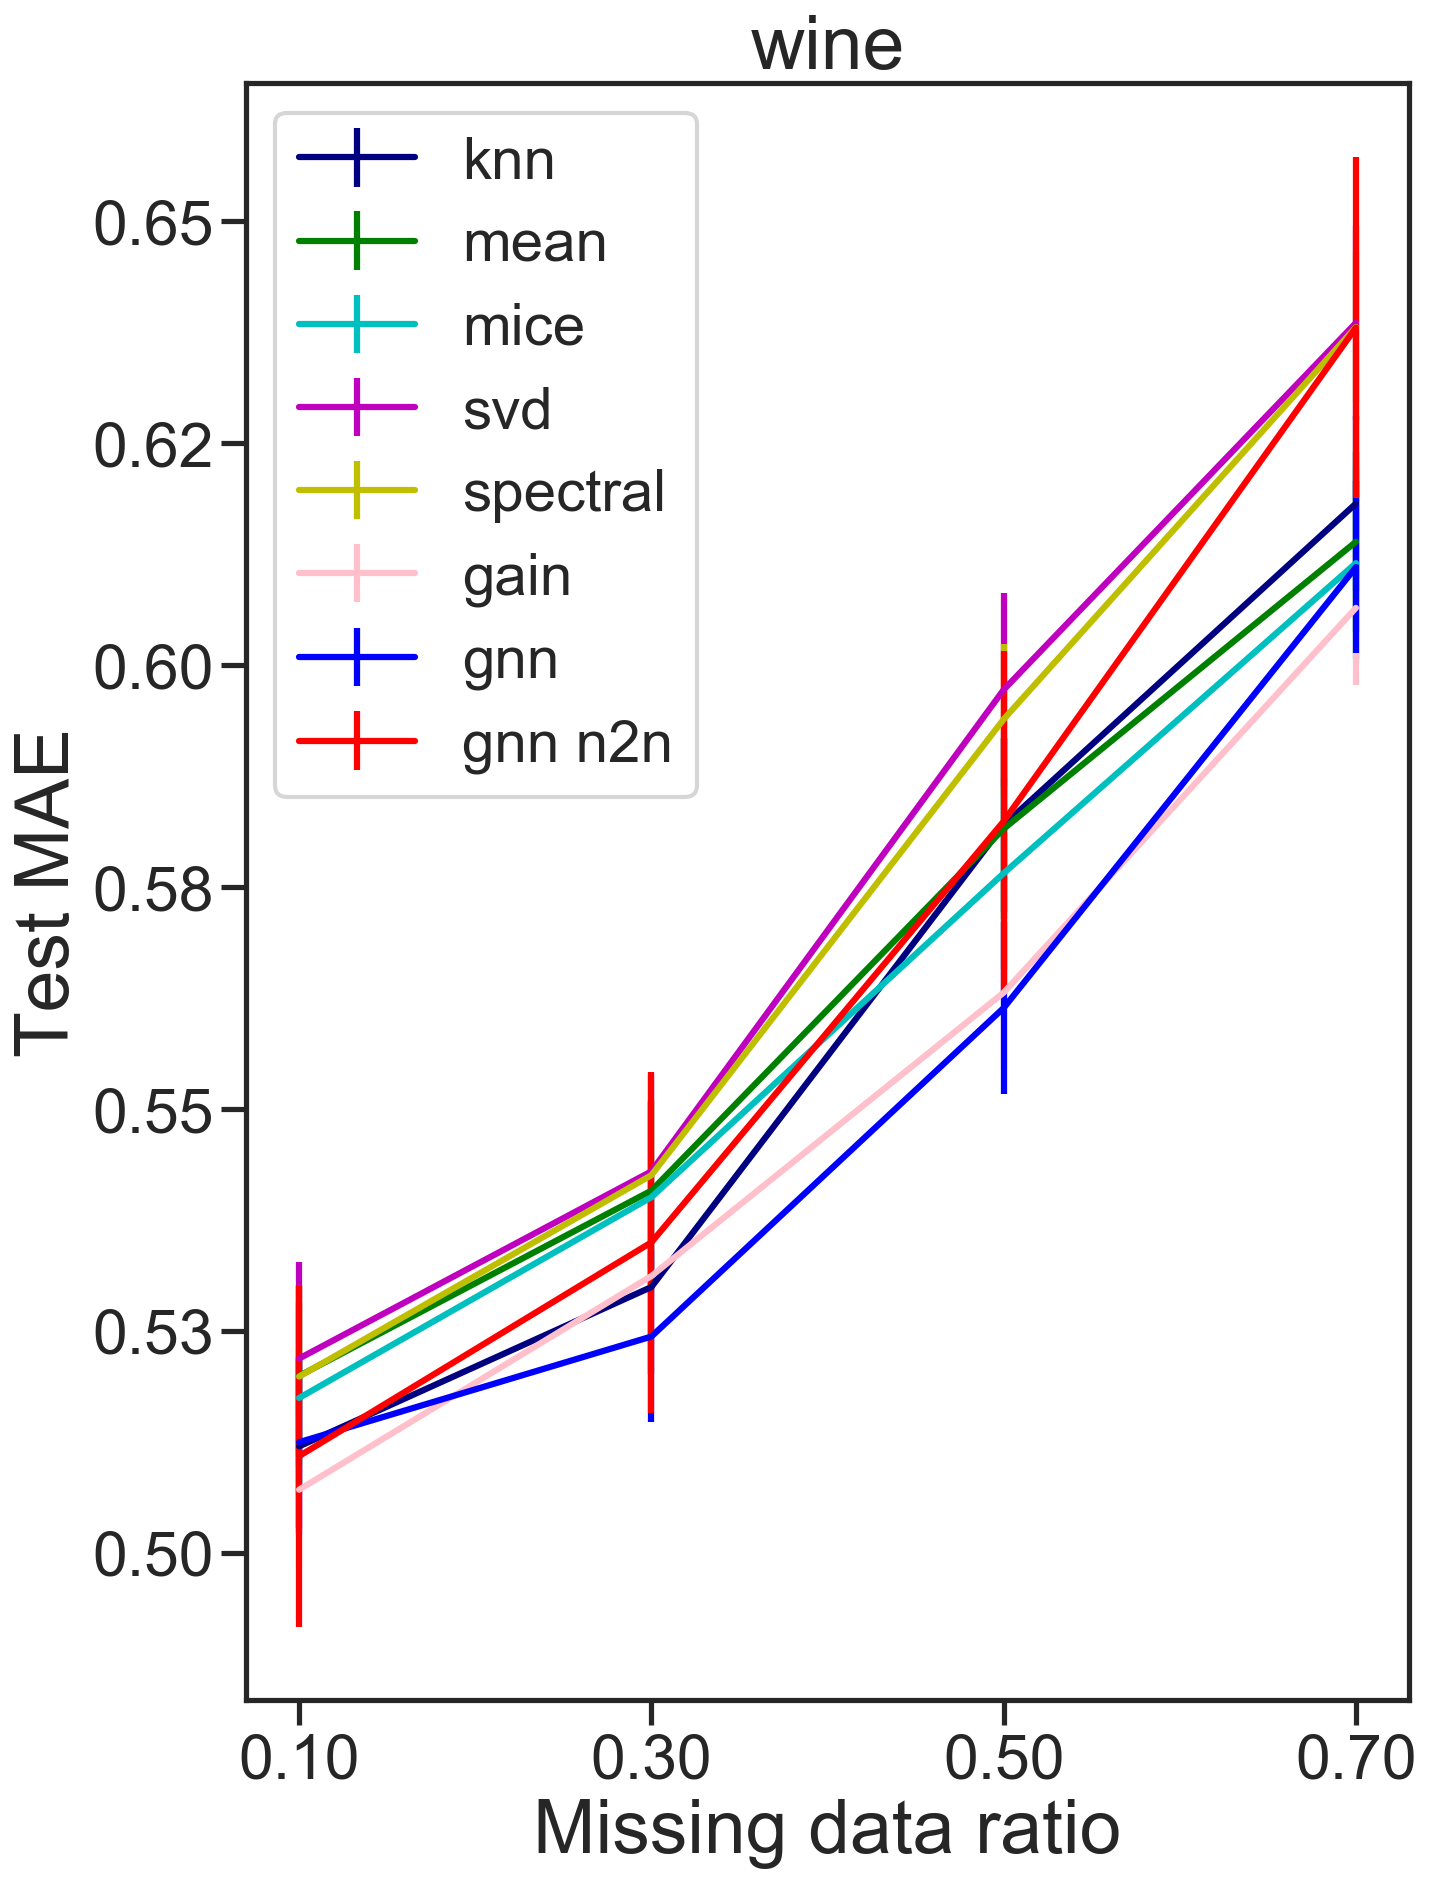 wine
knn
mean
mice
svd
spectral
gain
gnn
gnn n2n
Test MAE
0.65
0.62
0.60
0.58
0.55
0.53
0.50
0.10 0.30 0.50 0.70
Missing data ratio